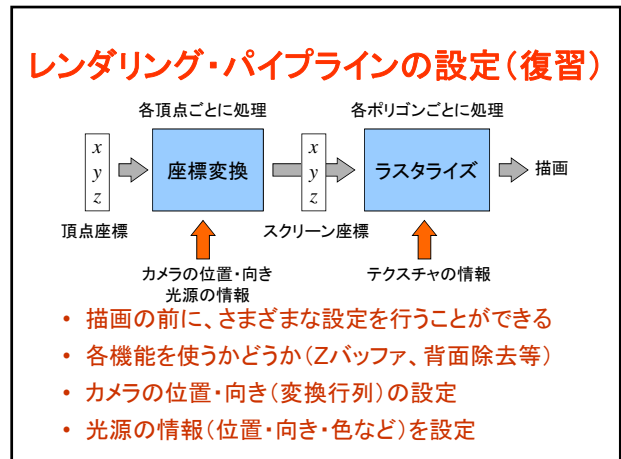 レンダリング・パイプラインの設定(復習)
各頂点ごとに処理
各ポリゴンごとに処理
x
y
z
座標変換
x
y
z
ラスタライズ
描画
頂点座標
スクリーン座標
カメラの位置・向き
光源の情報
テクスチャの情報
• 描画の前に、さまざまな設定を行うことができる
• 各機能を使うかどうか(Zバッファ、背面除去等)
• カメラの位置・向き(変換行列)の設定
• 光源の情報(位置・向き・色など)を設定